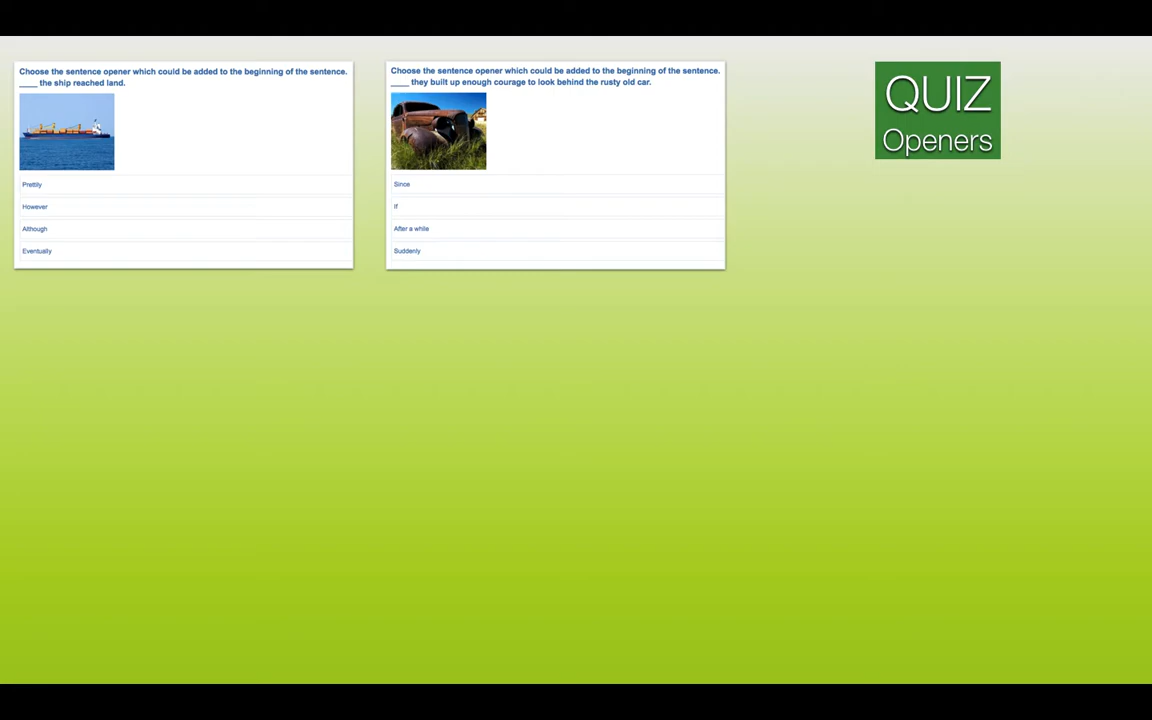 Choose the sentence opener which could be added to the beginning of the sentence.
____ the ship reached land.
Prettily
However
Although
Eventually
Choose the sentence opener which could be added to the beginning of the sentence.
____ they built up enough courage to look behind the rusty old car.
Since
If
After a while
Suddenly
QUIZ
Openers